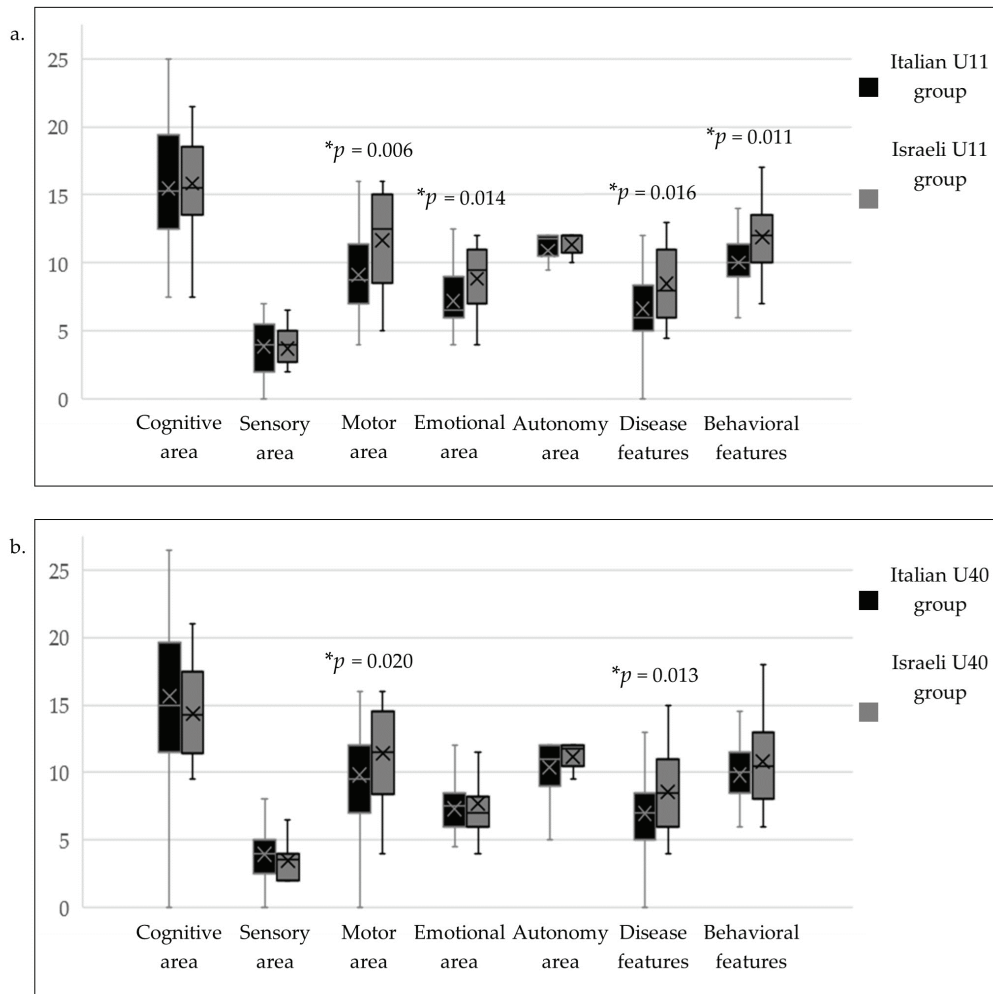 a.
25
20
15
10
5
0
*p = 0.006
*p = 0.014
*p = 0.016
*p = 0.011
Italian U11
group
Israeli U11
group
Cognitive
area
Sensory
area
Motor
area
Emotional
area
Autonomy
area
Disease
features
Behavioral
features
b.
25
20
15
10
5
0
*p = 0.020
*p = 0.013
Italian U40
group
Israeli U40
group
Cognitive
area
Sensory
area
Motor
area
Emotional
area
Autonomy
area
Disease
features
Behavioral
features